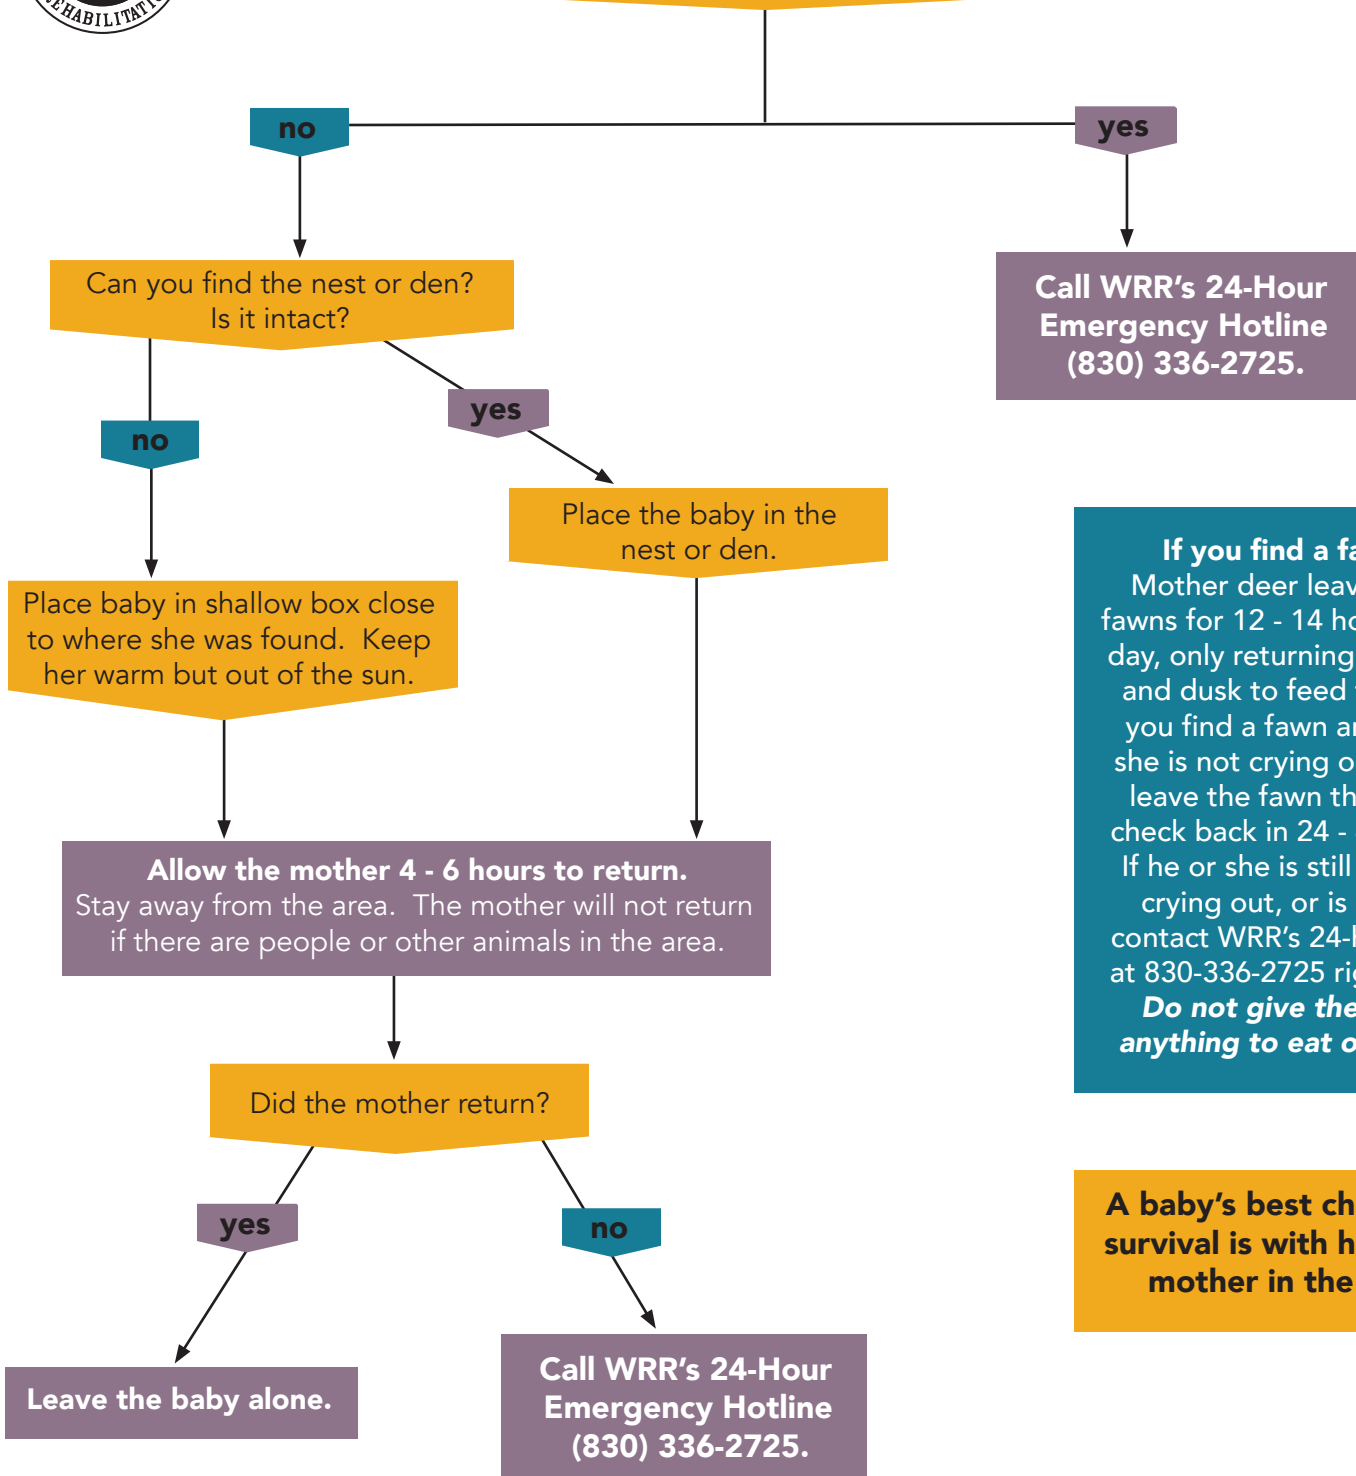 no
yes
Can you find the nest or den?
Is it intact?
Call WRR's 24-Hour
Emergency Hotline
(830) 336-2725.
yes
no
Place the baby in the
nest or den.
Place baby in shallow box close
to where she was found. Keep
her warm but out of the sun.
Allow the mother 4 - 6 hours to return.
Stay away from the area. The mother will not return
if there are people or other animals in the area.
Did the mother return?
yes
no
Leave the baby alone.
Call WRR's 24-Hour
Emergency Hotline
(830) 336-2725.
If you find a
Mother deer
fawns for 12 - 14
day, only returning
and dusk to feed
you find a fawn
she is not crying
leave the fawn
check back in 24 -
If he or she is still
crying out, or is
contact WRR's
at 830-336-2725
Do not give
anything to eat
A baby's best
survival is with
mother in the